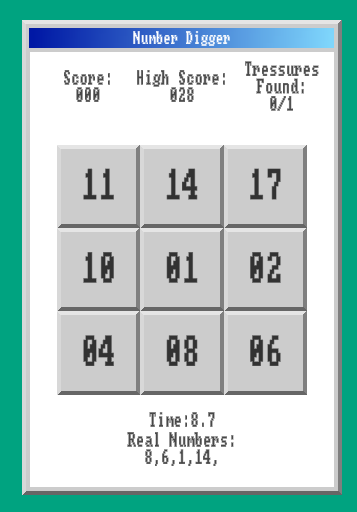 Number Digger
Score:
000
High Score:
028
Tressures
Found:
0/1
11 14 17
10 01 02
04 08 06
Time:8.7
Real Numbers:
8,6,1,14,